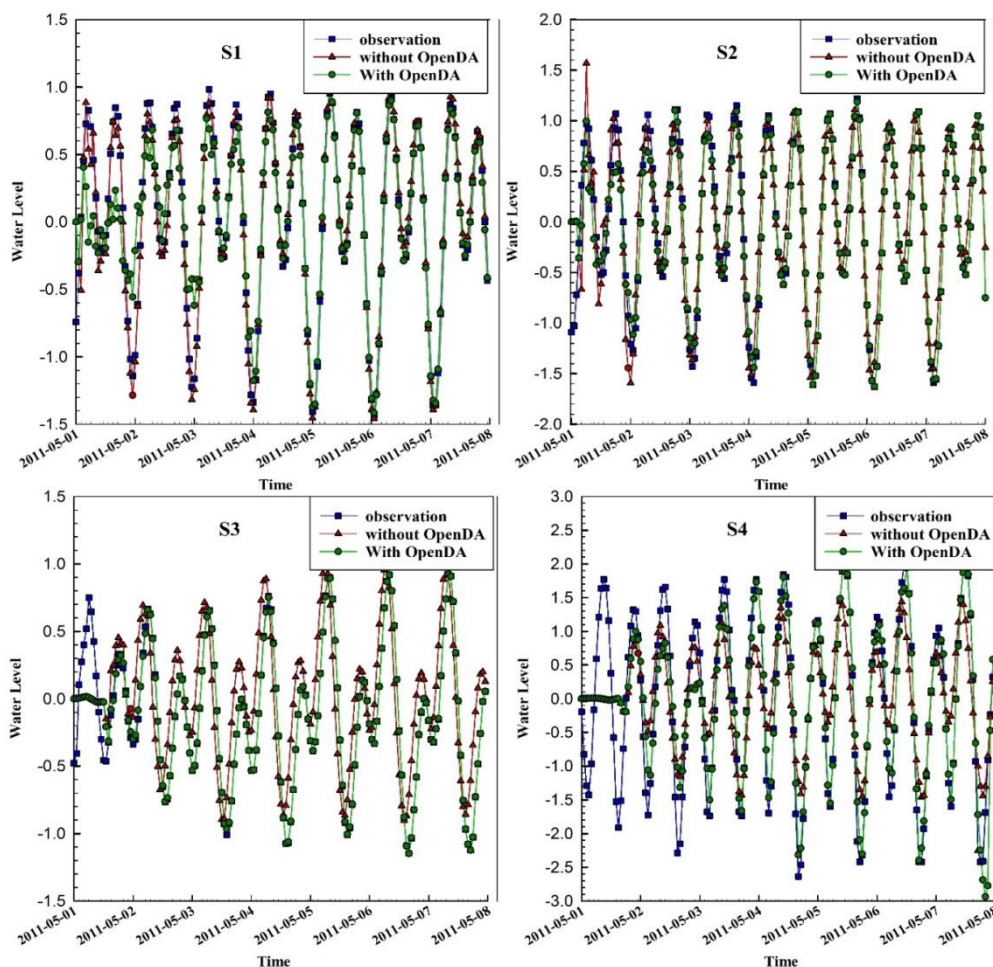 S1
observation
without OpenDA
With OpenDA
1.5
1.0
0.5
0.0
0.5
1.0
-1.5
Water Level
2011-05-01
2011-05-02
2011-05-03
2011-05-04
2011-05-05
2011-05-06
2011-05-07
2011-05-08
Time
S2
observation
without OpenDA
With OpenDA
2.0
1.5
1.0
0.5
0.0
-0.5
-1.0
-1.5
-2.0
Water Level
2011-05-01
2011-05-02
2011-05-03
2011-05-04
2011-05-05
2011-05-06
2011-05-07
2011-05-08
Time
S3
observation
without OpenDA
With OpenDA
1.5
1.0
0.5
0.0
-0.5
-1.0
-1.5
Water Level
2011-05-01
2011-05-02
2011-05-03
2011-05-04
2011-05-05
2011-05-06
2011-05-07
2011-05-08
Time
S4
observation
without OpenDA
With OpenDA
3.0
2.5
2.0
1.5
1.0
0.5
0.0
-0.5
-1.0
-1.5
-2.0
-2.5
-3.0
Water Level
2011-05-01
2011-05-02
2011-05-03
2011-05-04
2011-05-05
2011-05-06
2011-05-07
2011-05-08
Time